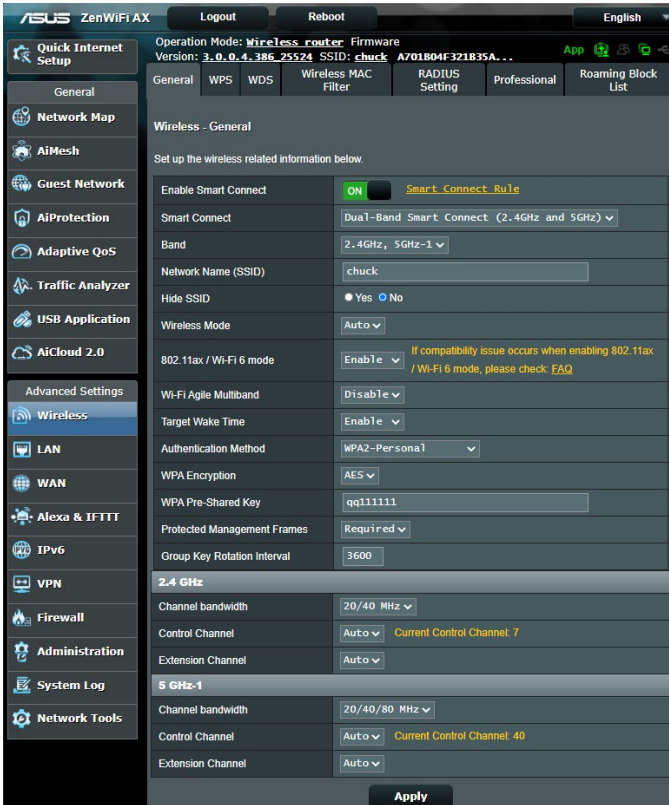 ASUS ZenWiFi AX Logout Reboot English
Quick Internet Setup
Operation Mode: Wireless router Firmware
Version: 3.0.0.4.386_25524 SSID: chuck A701B04F321B35A...
App
General
Network Map
AiMesh
Guest Network
AiProtection
Adaptive QoS
Traffic Analyzer
USB Application
AiCloud 2.0
Advanced Settings
Wireless
LAN
WAN
Alexa & IFTTT
IPv6
VPN
Firewall
Administration
System Log
Network Tools
General WPS WDS Wireless MAC Filter RADIUS Setting Professional Roaming Block List
Wireless - General
Set up the wireless related information below.
Enable Smart Connect ON Smart Connect Rule
Smart Connect Dual-Band Smart Connect (2.4GHz and 5GHz)
Band 2.4GHz, 5GHz-1
Network Name (SSID) chuck
Hide SSID Yes No
Wireless Mode Auto
802.11ax / Wi-Fi 6 mode Enable If compatibility issue occurs when enabling 802.11ax
/ Wi-Fi 6 mode, please check: FAQ
Wi-Fi Agile Multiband Disable
Target Wake Time Enable
Authentication Method WPA2-Personal
WPA Encryption AES
WPA Pre-Shared Key qq111111
Protected Management Frames Required
Group Key Rotation Interval 3600
2.4 GHz
Channel bandwidth 20/40 MHz
Control Channel Auto Current Control Channel: 7
Extension Channel Auto
5 GHz-1
Channel bandwidth 20/40/80 MHz
Control Channel Auto Current Control Channel: 40
Extension Channel Auto
Apply